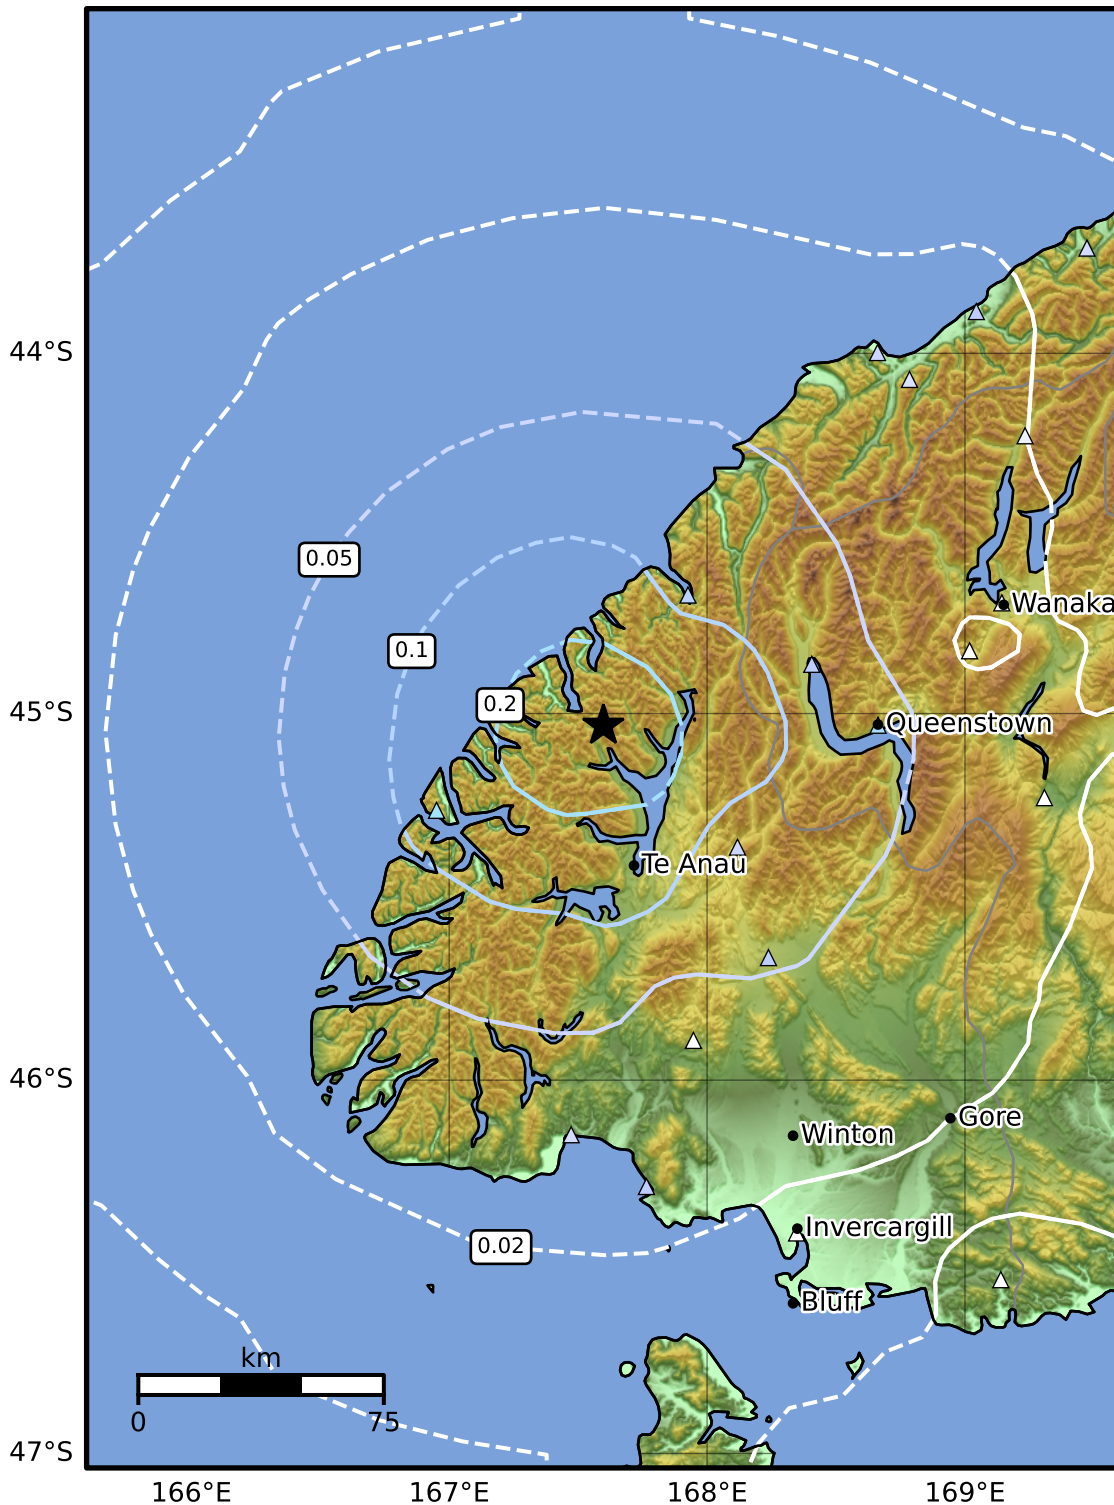 44°S
0.05
Wanaka
0.1
0.2
45°S
Queenstown
Te Anau
46°S
Gore
Winton
Invercargill
0.02
Bluff
km
0
75
47°S
166°E
167°E
168°E
169°E